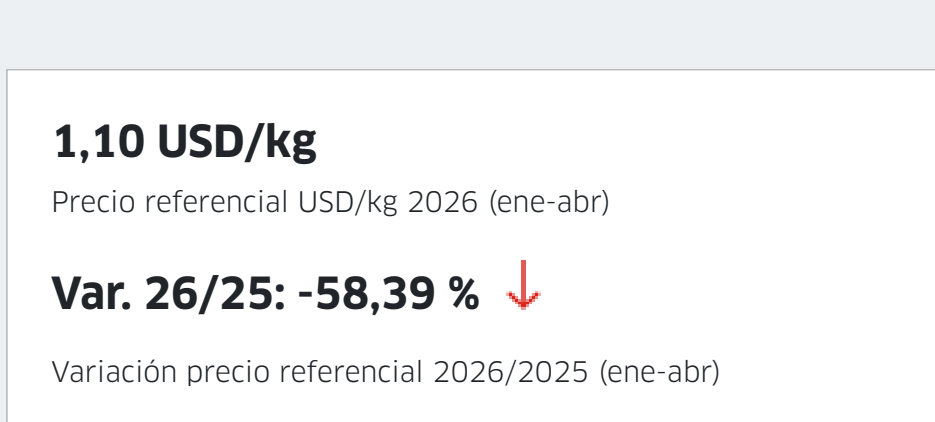 1,10 USD/kg
Precio referencial USD/kg 2026 (ene-abr)
Var. 26/25: -58,39 %
Variación precio referencial 2026/2025 (ene-abr)